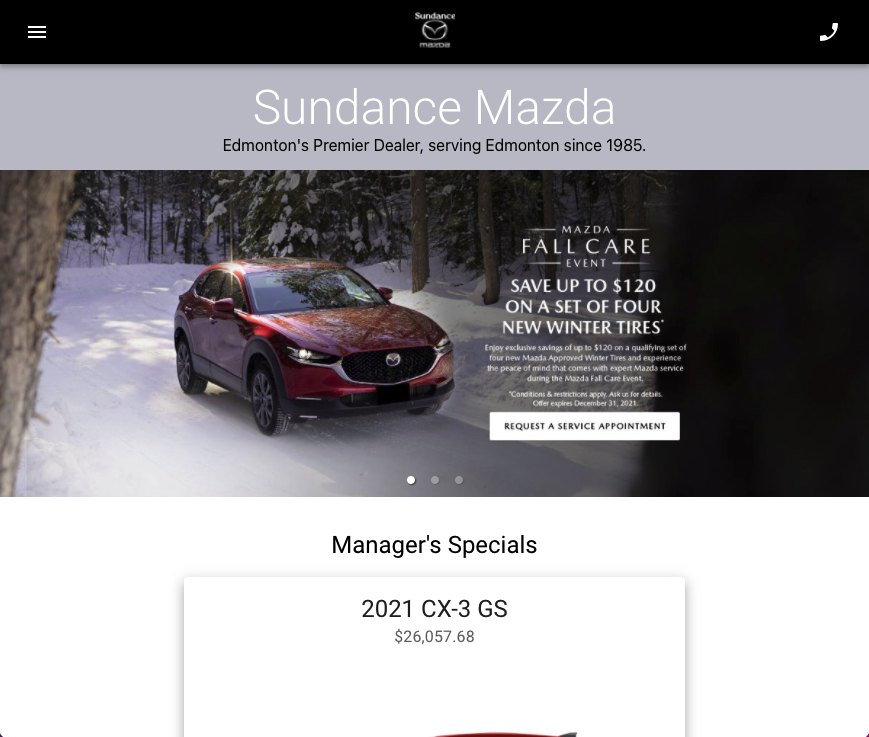 Sundance
mazda
Sundance Mazda
Edmonton's Premier Dealer, serving Edmonton since 1985.
MAZDA
FALL CARE
EVENT
SAVE UP TO $120
ON A SET OF FOUR
NEW WINTER TIRES*
Enjoy exclusive savings of up to $120 on a qualifying set of
four new Mazda Approved Winter Tires and experience
the peace of mind that comes with expert Mazda service
during the Mazda Fall Care Event.
*Conditions & restrictions apply. Ask us for details.
Offer expires December 31, 2021.
REQUEST A SERVICE APPOINTMENT
Manager's Specials
2021 CX-3 GS
$26,057.68